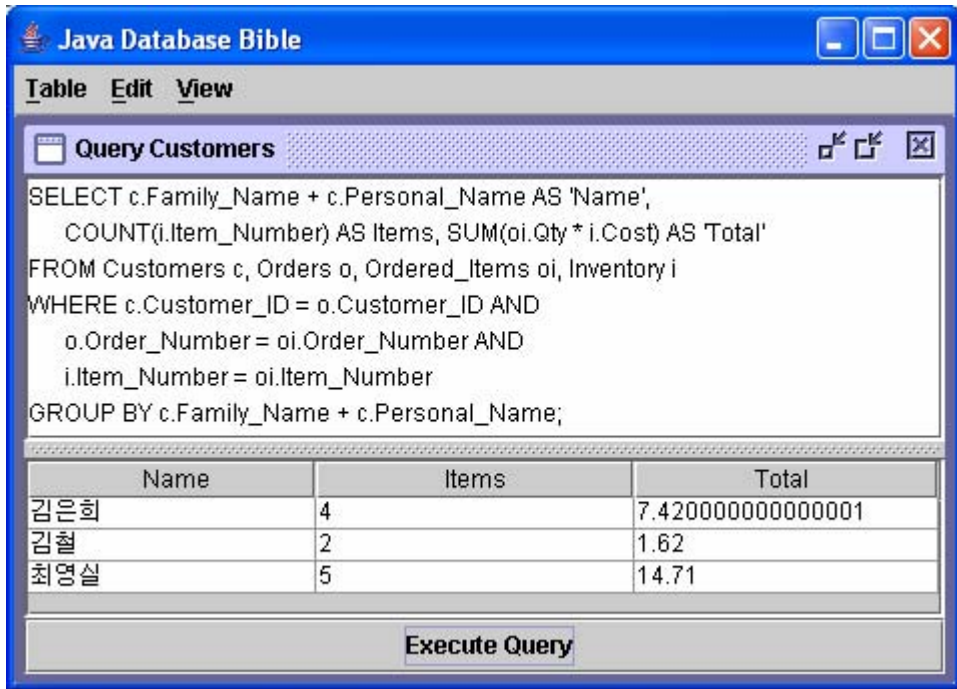 Java Database Bible
Table Edit View
Query Customers
SELECT c.Family_Name + c.Personal_Name AS 'Name',
COUNT(i.Item_Number) AS Items, SUM(oi.Qty * i.Cost) AS 'Total'
FROM Customers c, Orders o, Ordered_Items oi, Inventory i
WHERE c.Customer_ID = o.Customer_ID AND
o.Order_Number = oi.Order_Number AND
i.Item_Number = oi.Item_Number
GROUP BY c.Family_Name + c.Personal_Name;
Name Items Total
김은희 4 7.420000000000001
김철 2 1.62
최영실 5 14.71
Execute Query